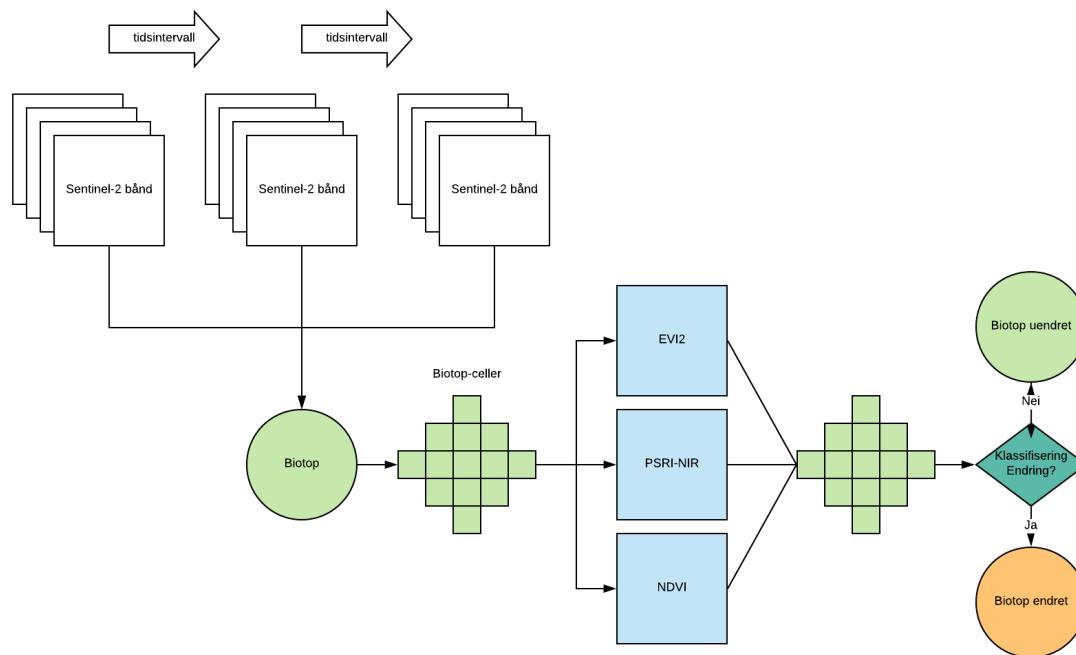 tidsintervall
tidsintervall
Sentinel-2 bånd
Sentinel-2 bånd
Sentinel-2 bånd
Biotop-celler
Biotop
EVI2
PSRI-NIR
NDVI
Biotop uendret
Nei
Klassifisering
Endring?
Ja
Biotop endret